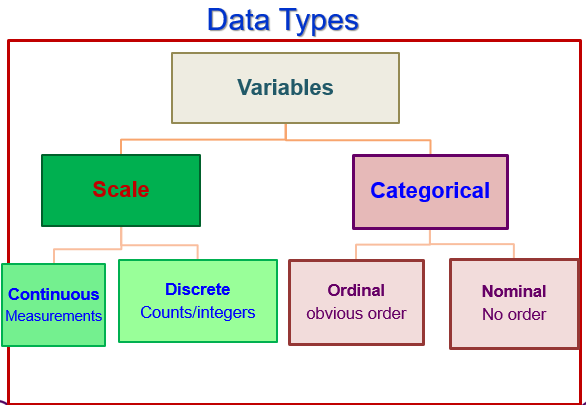 Data Types
Variables
Scale
Categorical
Continuous
Measurements
Discrete
Counts/integers
Ordinal
obvious order
Nominal
No order